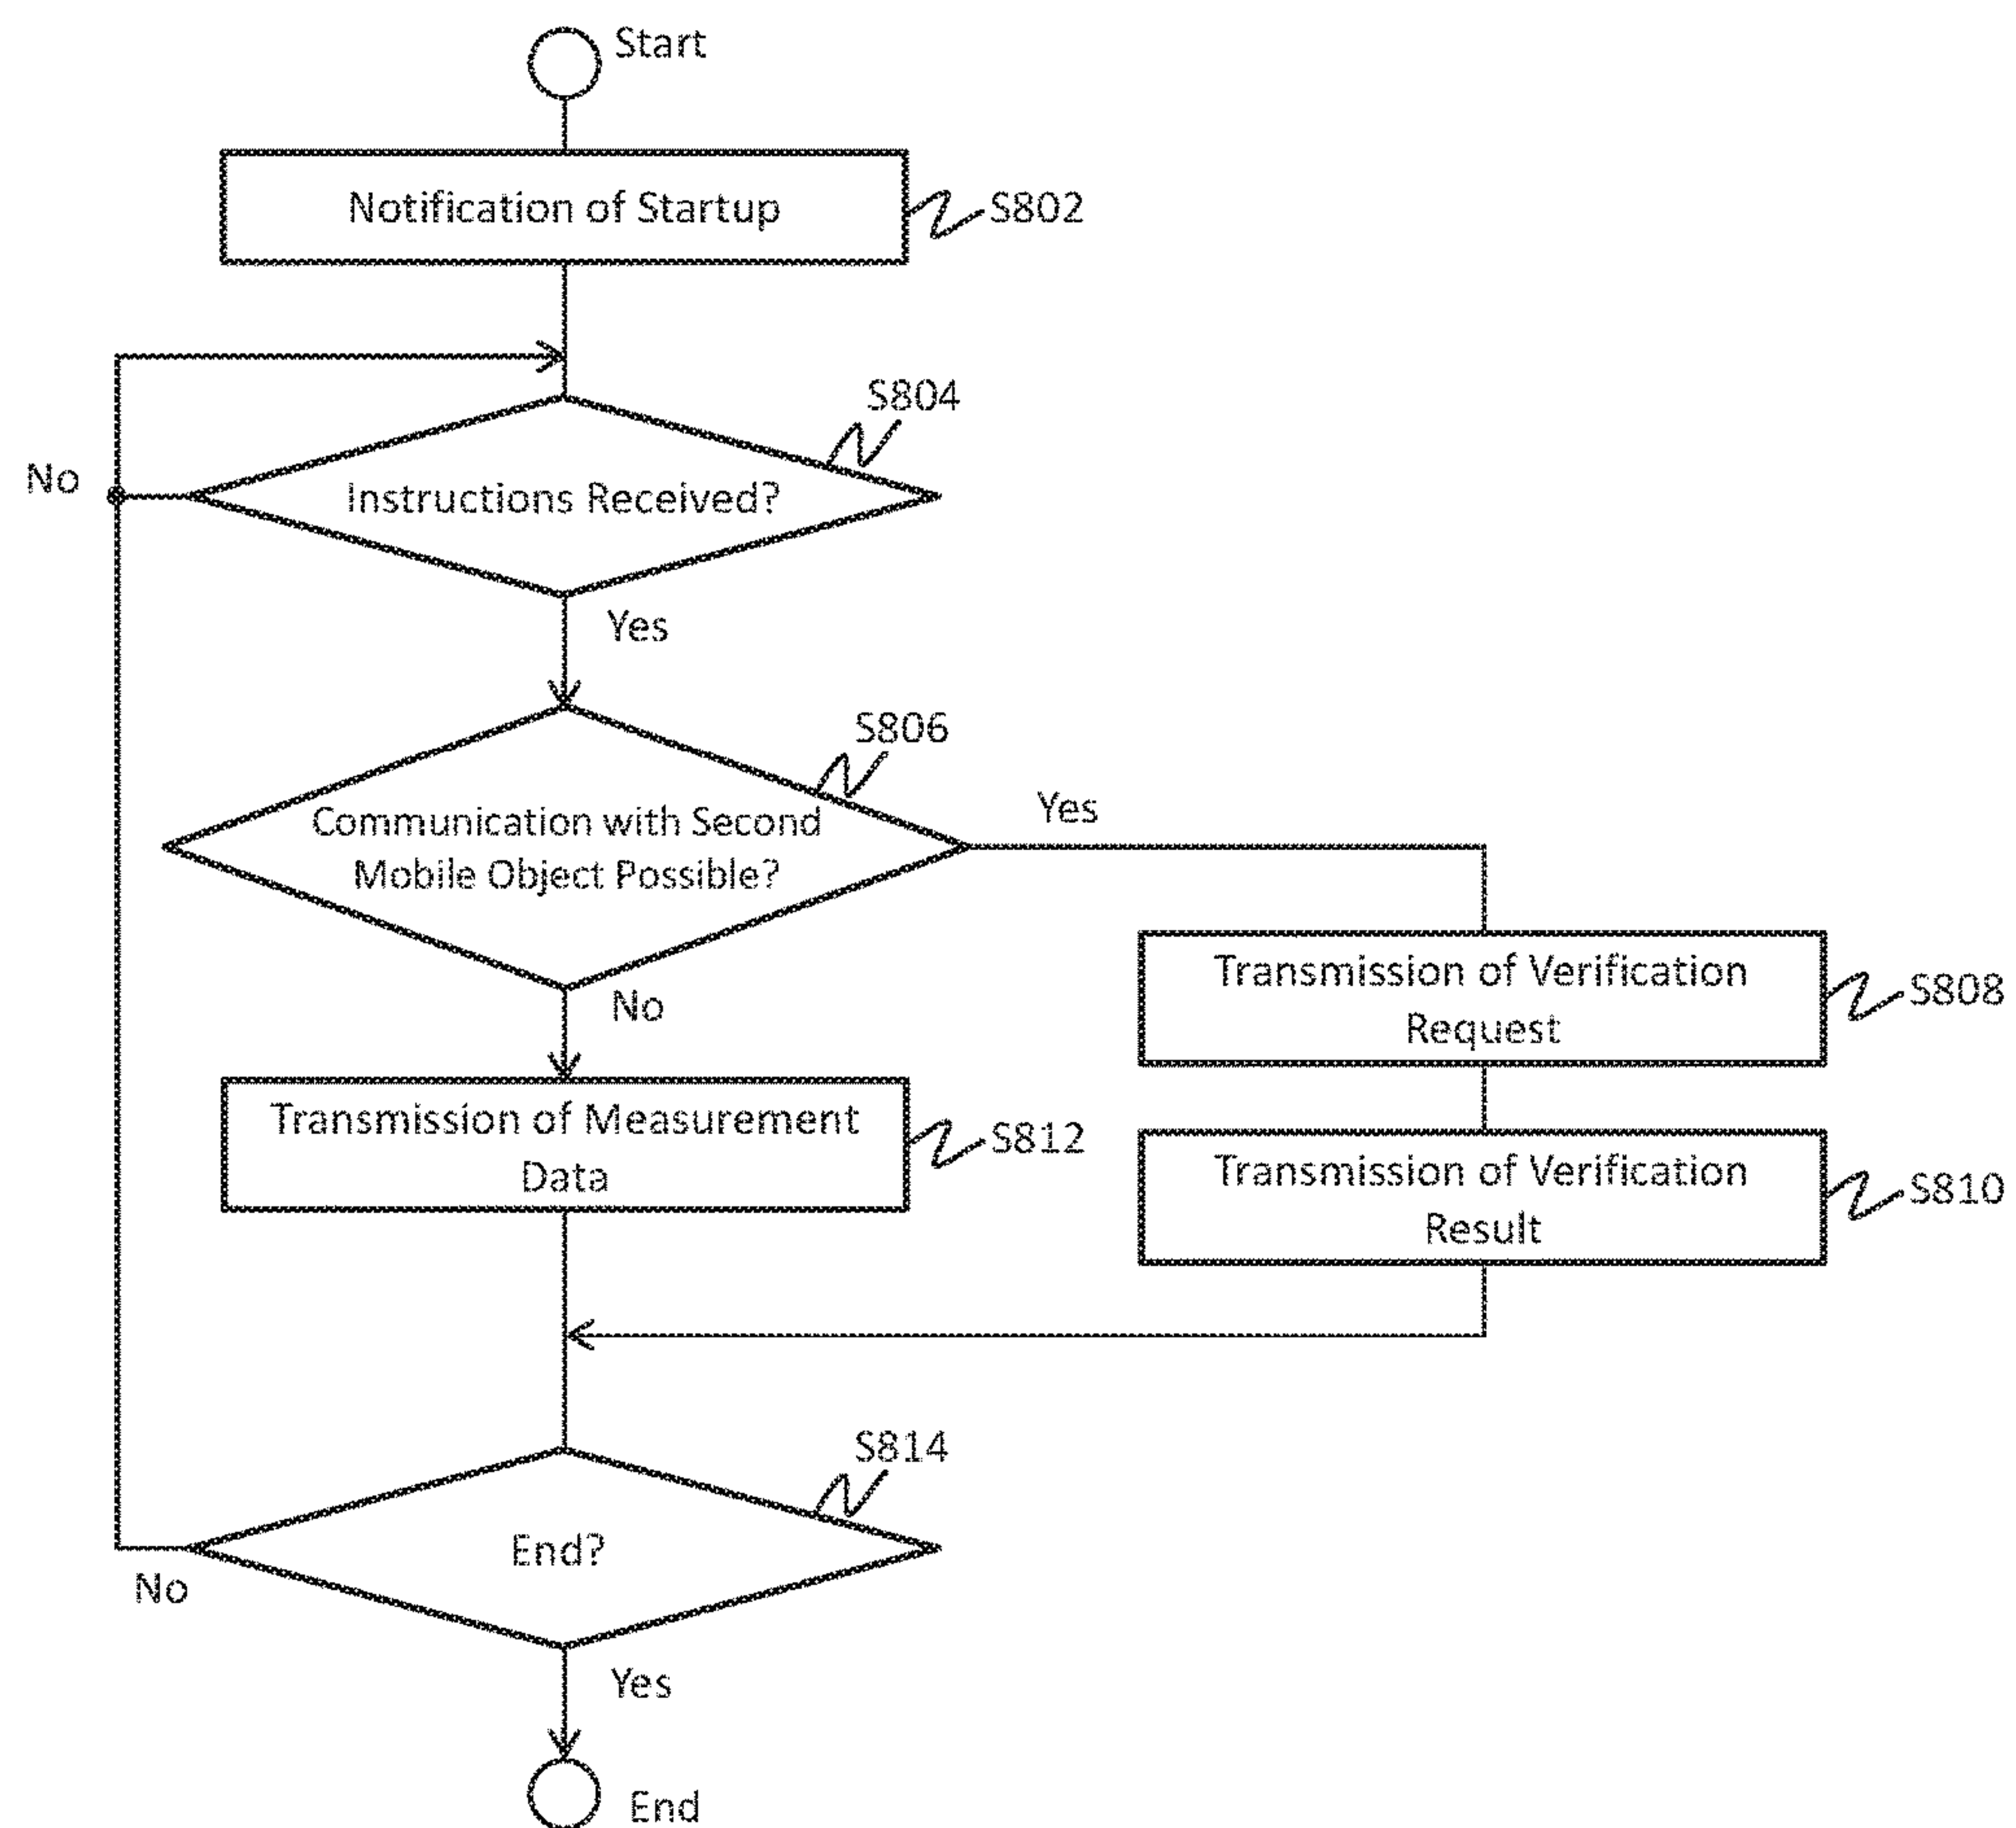 Start
Notification of Startup
S802
S804
No
Instructions Received?
Yes
S806
Communication with Second
Mobile Object Possible?
Yes
No
Transmission of Verification
Request
S808
Transmission of Measurement
Data
S812
Transmission of Verification
Result
S810
S814
End?
No
Yes
End